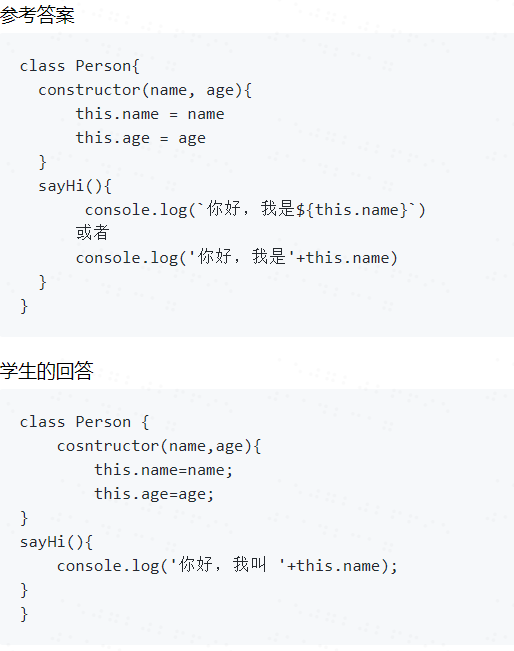 参考答案
class Person{
constructor(name, age){
this.name = name
this.age = age
}
sayHi(){
console.log(`你好，我是${this.name}`)
或者
console.log('你好，我是'+this.name)
}
}
学生的回答
class Person {
cosntructor(name,age){
this.name=name;
this.age=age;
}
sayHi(){
console.log('你好，我叫 '+this.name);
}
}